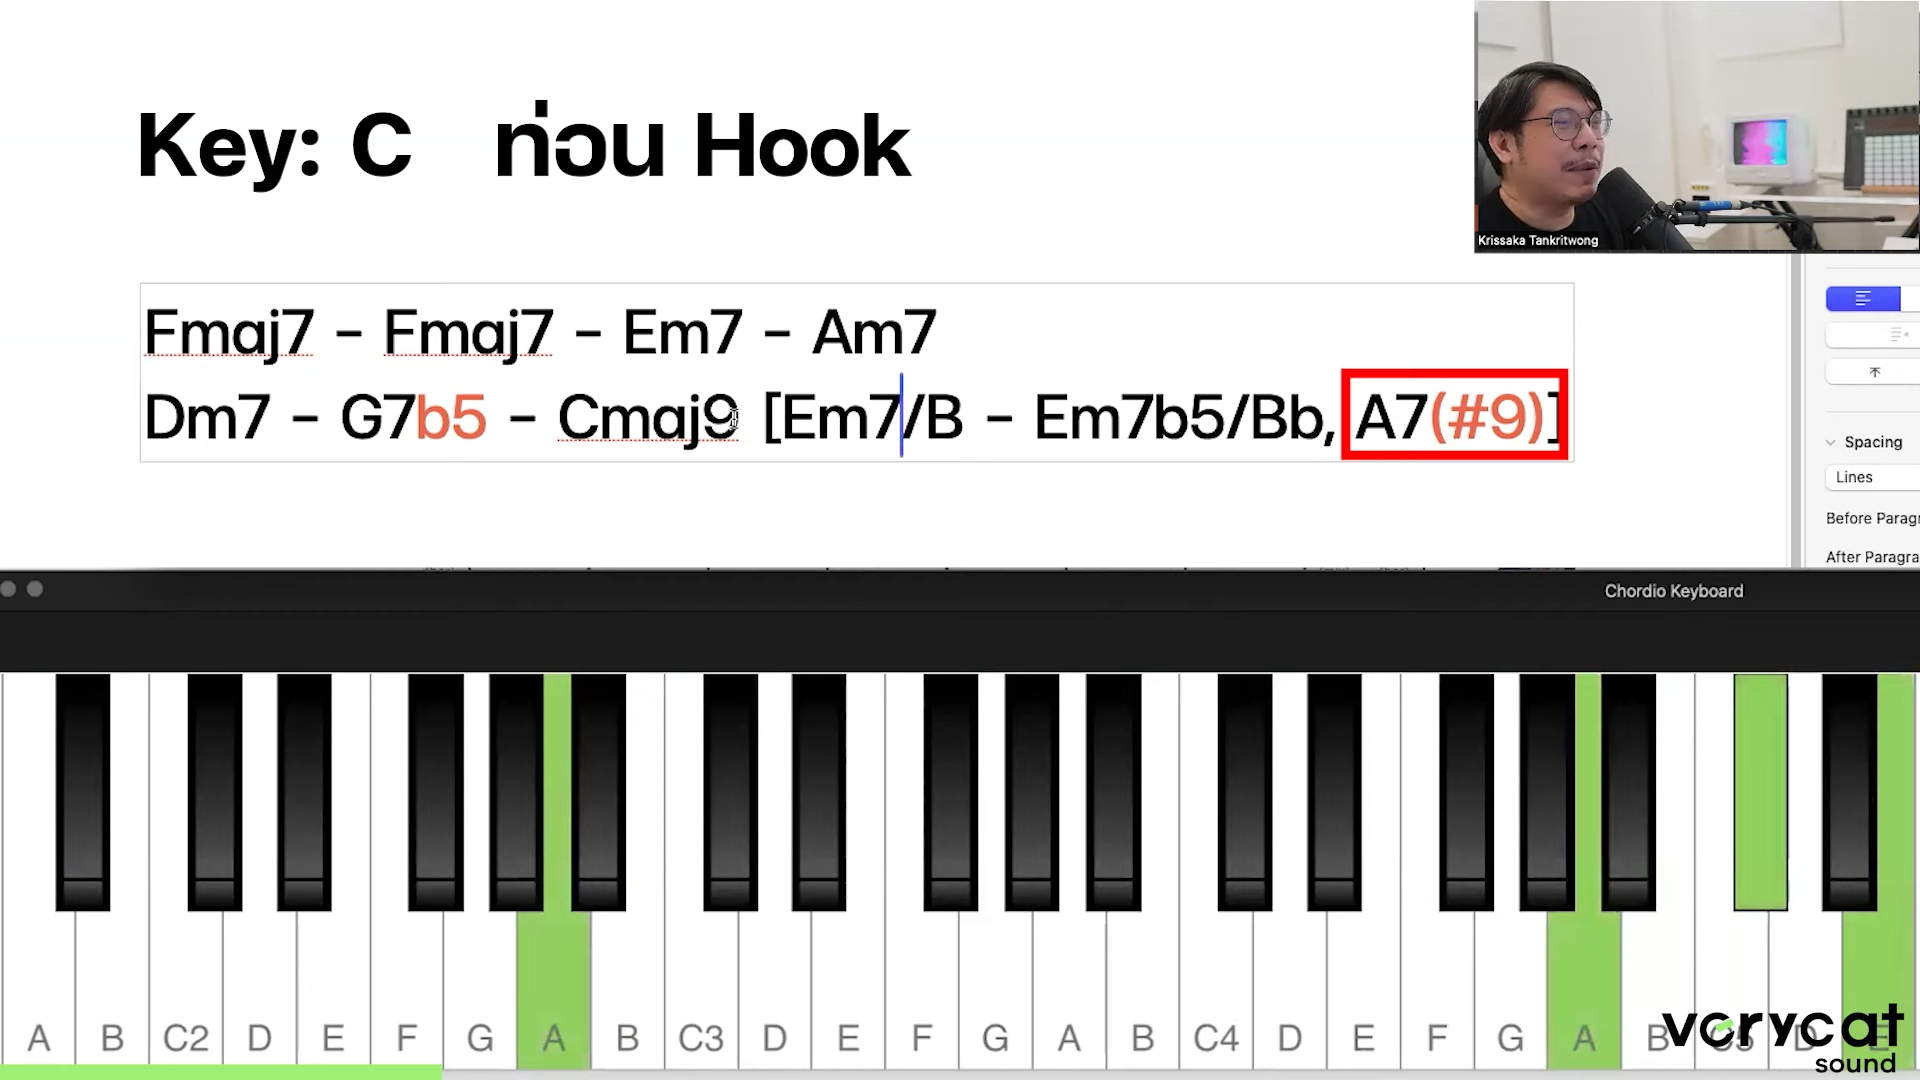 Key: C ท่อน Hook
Krissaka Tankritwong
Fmaj7 – Fmaj7 – Em7 – Am7
Dm7 – G7b5 – Cmaj9 [Em7/B – Em7b5/Bb, A7(#9)]
Spacing
Lines
Before Paragr
After Paragra
Chordio Keyboard
A B C2 D E F G A B C3 D E F G A B C4 D E F G A B C5 D E
verycat
sound